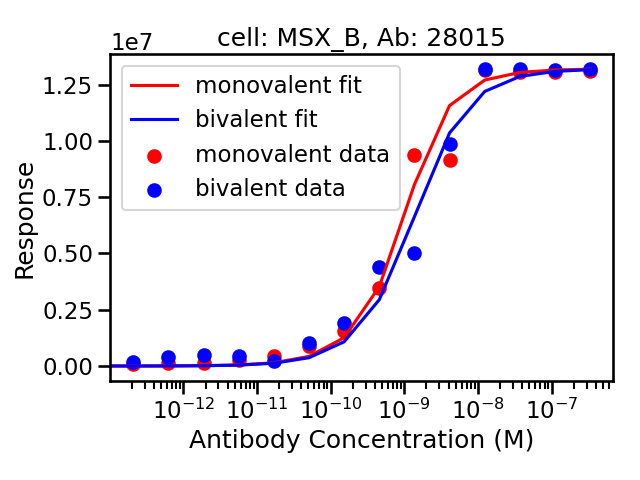 cell: MSX_B, Ab: 28015
1e7
monovalent fit
bivalent fit
monovalent data
bivalent data
1.25
1.00
0.75
0.50
0.25
0.00
Response
10⁻¹² 10⁻¹¹ 10⁻¹⁰ 10⁻⁹ 10⁻⁸ 10⁻⁷
Antibody Concentration (M)